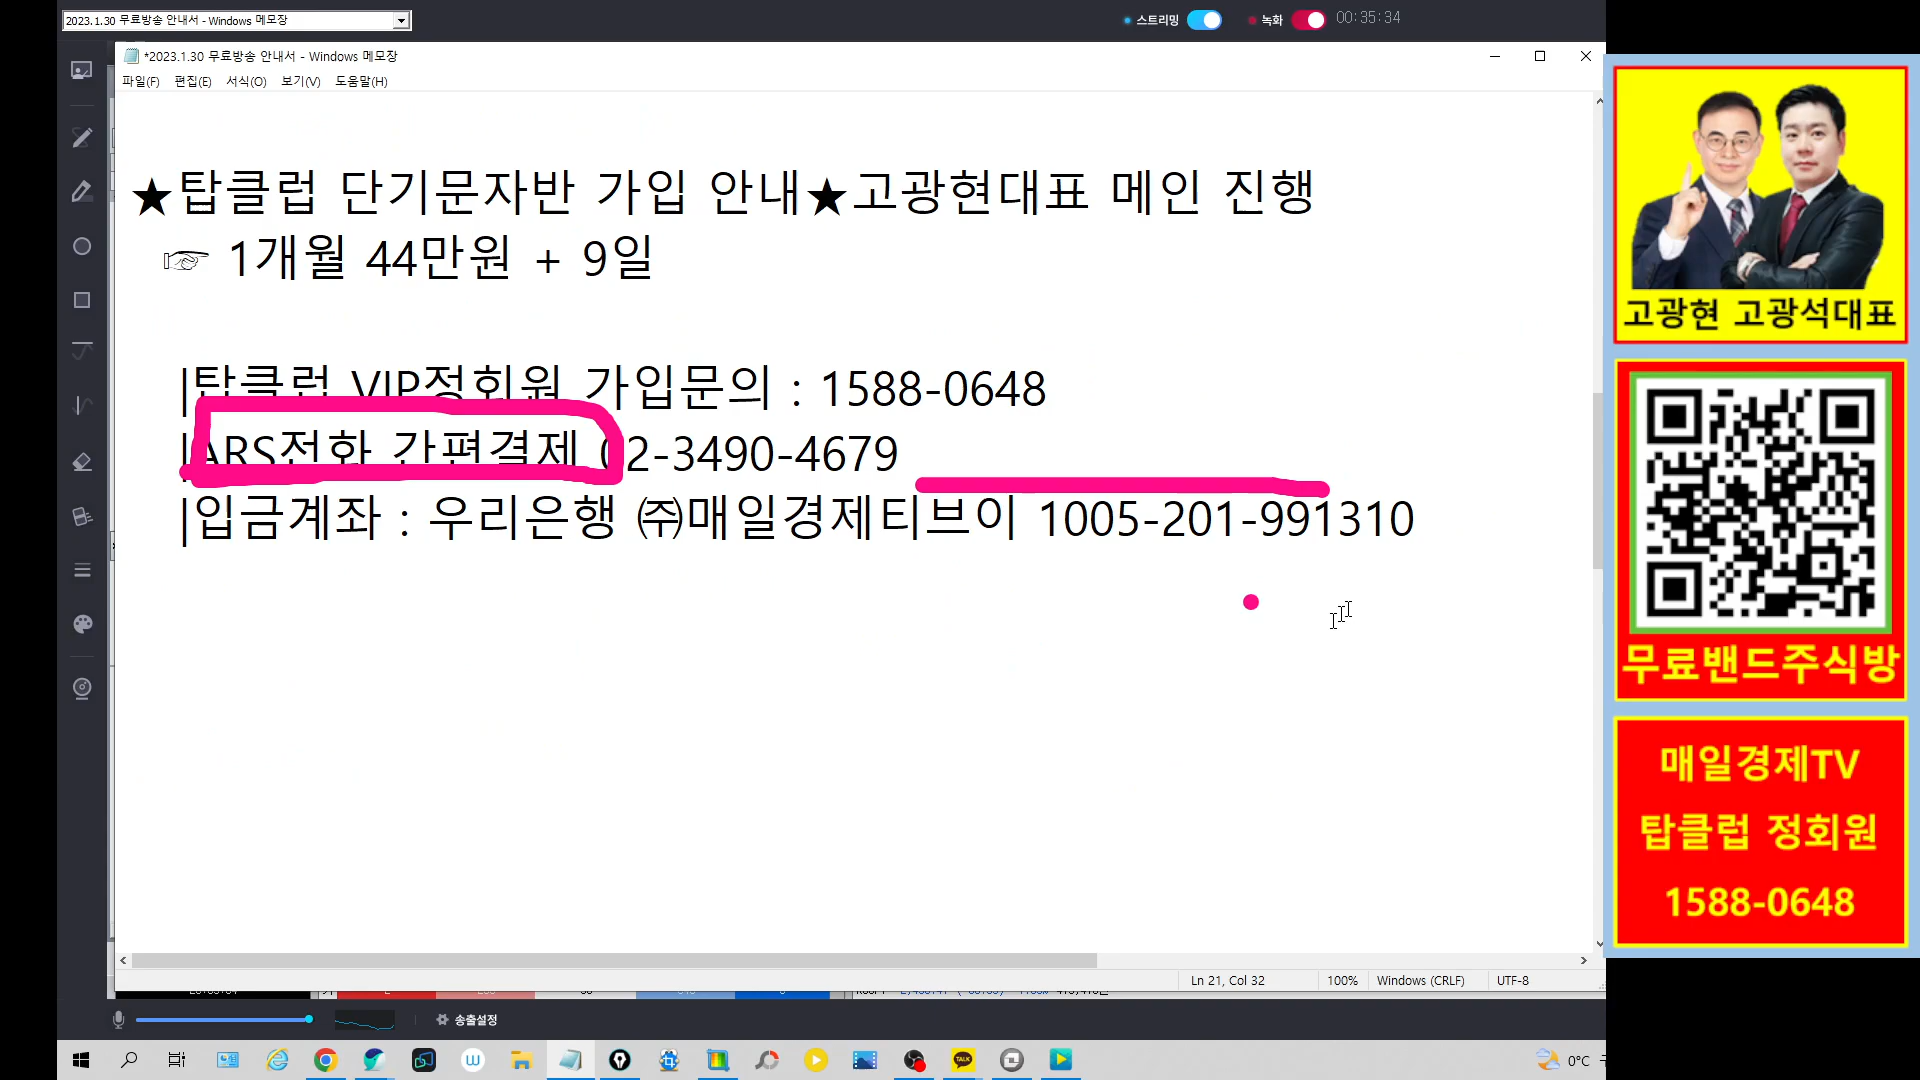 2023.1.30 무료방송 안내서 - Windows 메모장
스트리밍
녹화
00:35:34
*2023.1.30 무료방송 안내서 - Windows 메모장
파일(F) 편집(E) 서식(O) 보기(V) 도움말(H)
★탑클럽 단기문자반 가입 안내★고광현대표 메인 진행
☞ 1개월 44만원 + 9일
|탑클럽 VIP정회원 가입문의 : 1588-0648
|ARS전화 간편결제 02-3490-4679
|입금계좌 : 우리은행 ㈜매일경제티브이 1005-201-991310
고광현 고광석대표
무료밴드주식방
매일경제TV
탑클럽 정회원
1588-0648
Ln 21, Col 32
100%
Windows (CRLF)
UTF-8
송출설정
TALK
0°C